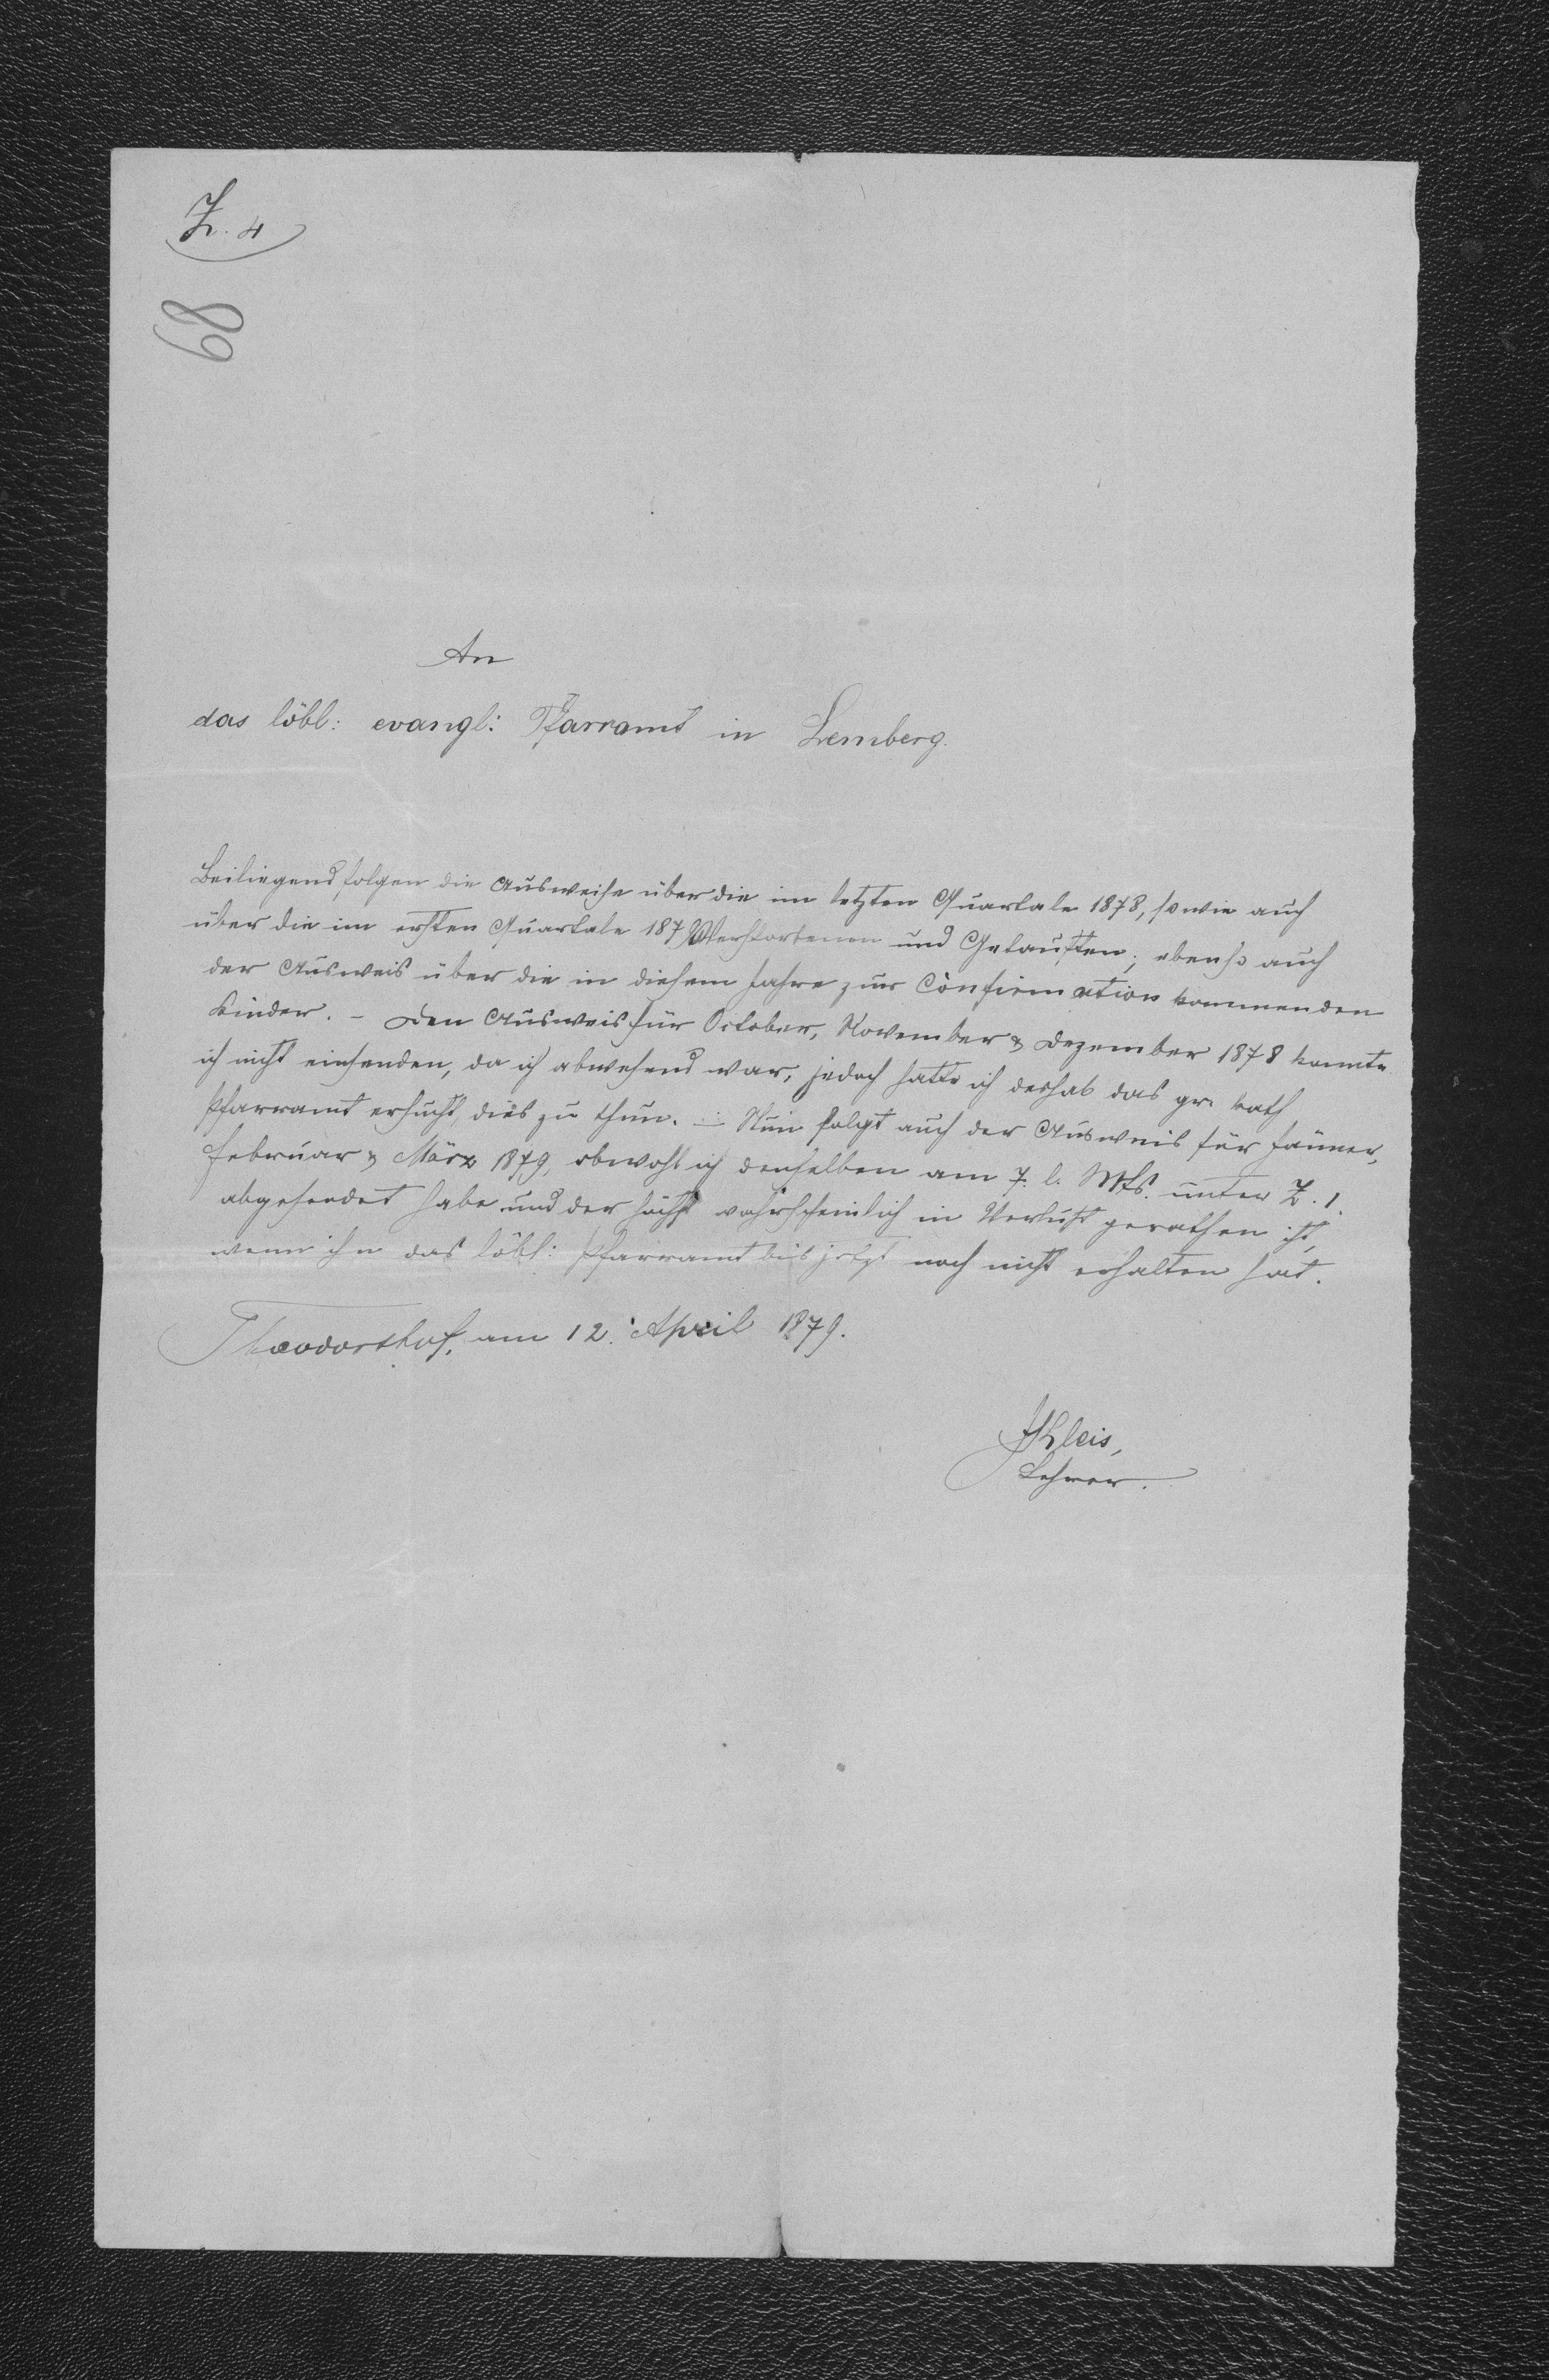 Z. 4
68
An
das löbl: evangl: Pfarramt in Lemberg.
Beiliegend folgen die Ausweise über die im letzten Quartale 1878, sowie auch
über die im ersten Quartale 1879 Verstorbenen und Getauften; ebenso auch
der Ausweis über die in diesem Jahre zur Confirmation kommenden
Kinder. – Den Ausweis für October, November & Dezember 1878 konnte
ich nicht einsenden, da ich abwesend war, jedoch hatte ich deshab das gr. kath
Pfarramt ersucht, dies zu thun. – Nun folgt auch der Ausweis für Jänner,
Februar & März 1879, obwohl ich denselben am 7. l. Mts. unter Z. 1.
abgesendet habe und der höchst wahrscheinlich in Verlust gerathen ist,
wenn ihn das löbl: Pfarramt bis jetzt noch nicht erhalten hat.
Theodorshof, am 12. April 1879.
JKleis,
Lehrer.